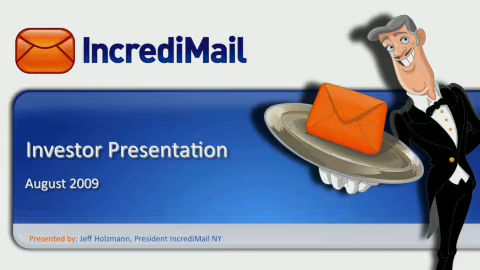 IncrediMail
Investor Presentation
August 2009
Presented by: Jeff Holzmann, President IncrediMail NY